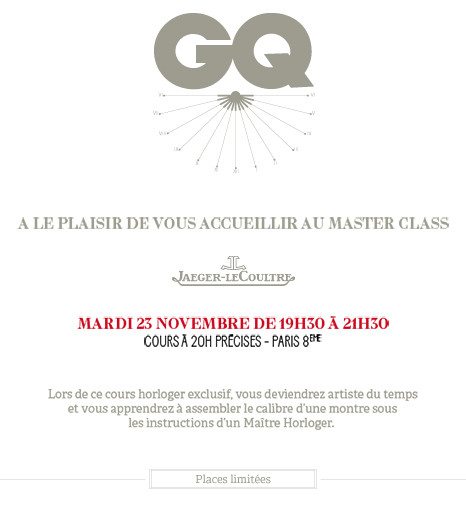 GQ
A LE PLAISIR DE VOUS ACCUEILLIR AU MASTER CLASS
JAEGER-LECOULTRE
MARDI 23 NOVEMBRE DE 19H30 À 21H30
COURS À 20H PRÉCISES - PARIS 8ÈME
Lors de ce cours horloger exclusif, vous deviendrez artiste du temps
et vous apprendrez à assembler le calibre d'une montre sous
les instructions d'un Maître Horloger.
Places limitées